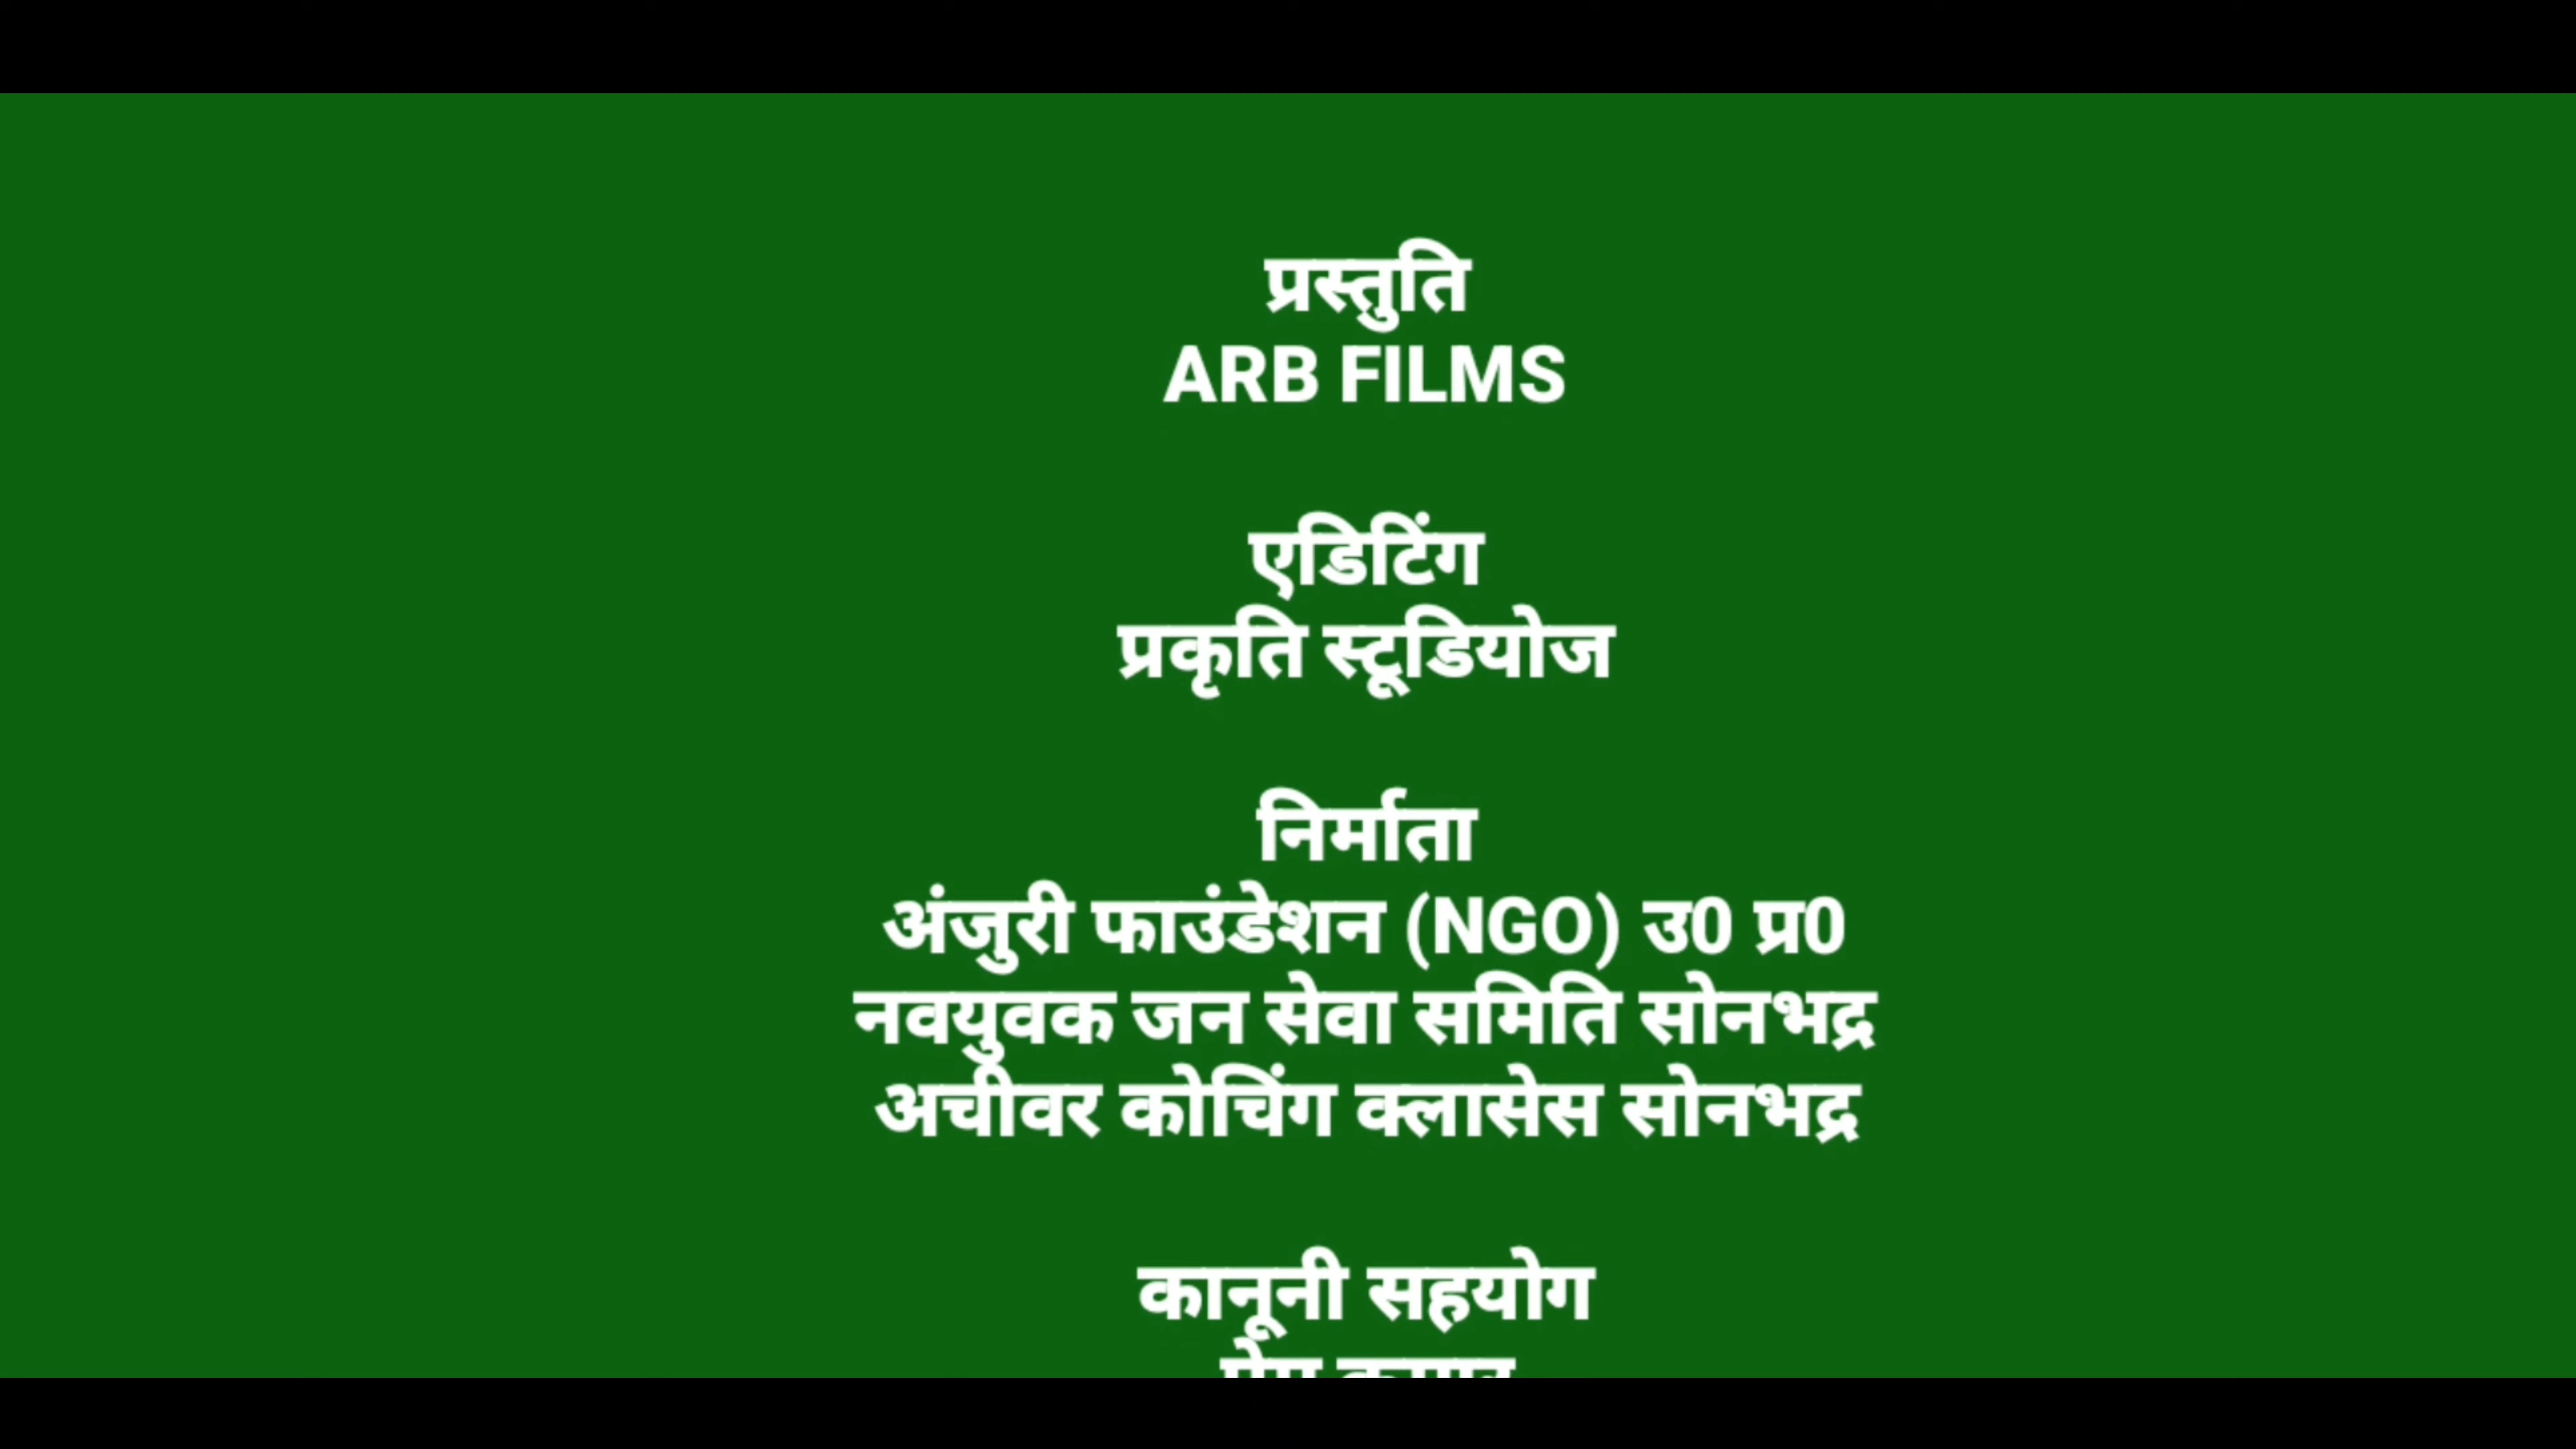 प्रस्तुति
ARB FILMS
एडिटिंग
प्रकृति स्टूडियोज
निर्माता
अंजुरी फाउंडेशन (NGO) उ0 प्र0
नवयुवक जन सेवा समिति सोनभद्र
अचीवर कोचिंग क्लासेस सोनभद्र
कानूनी सहयोग